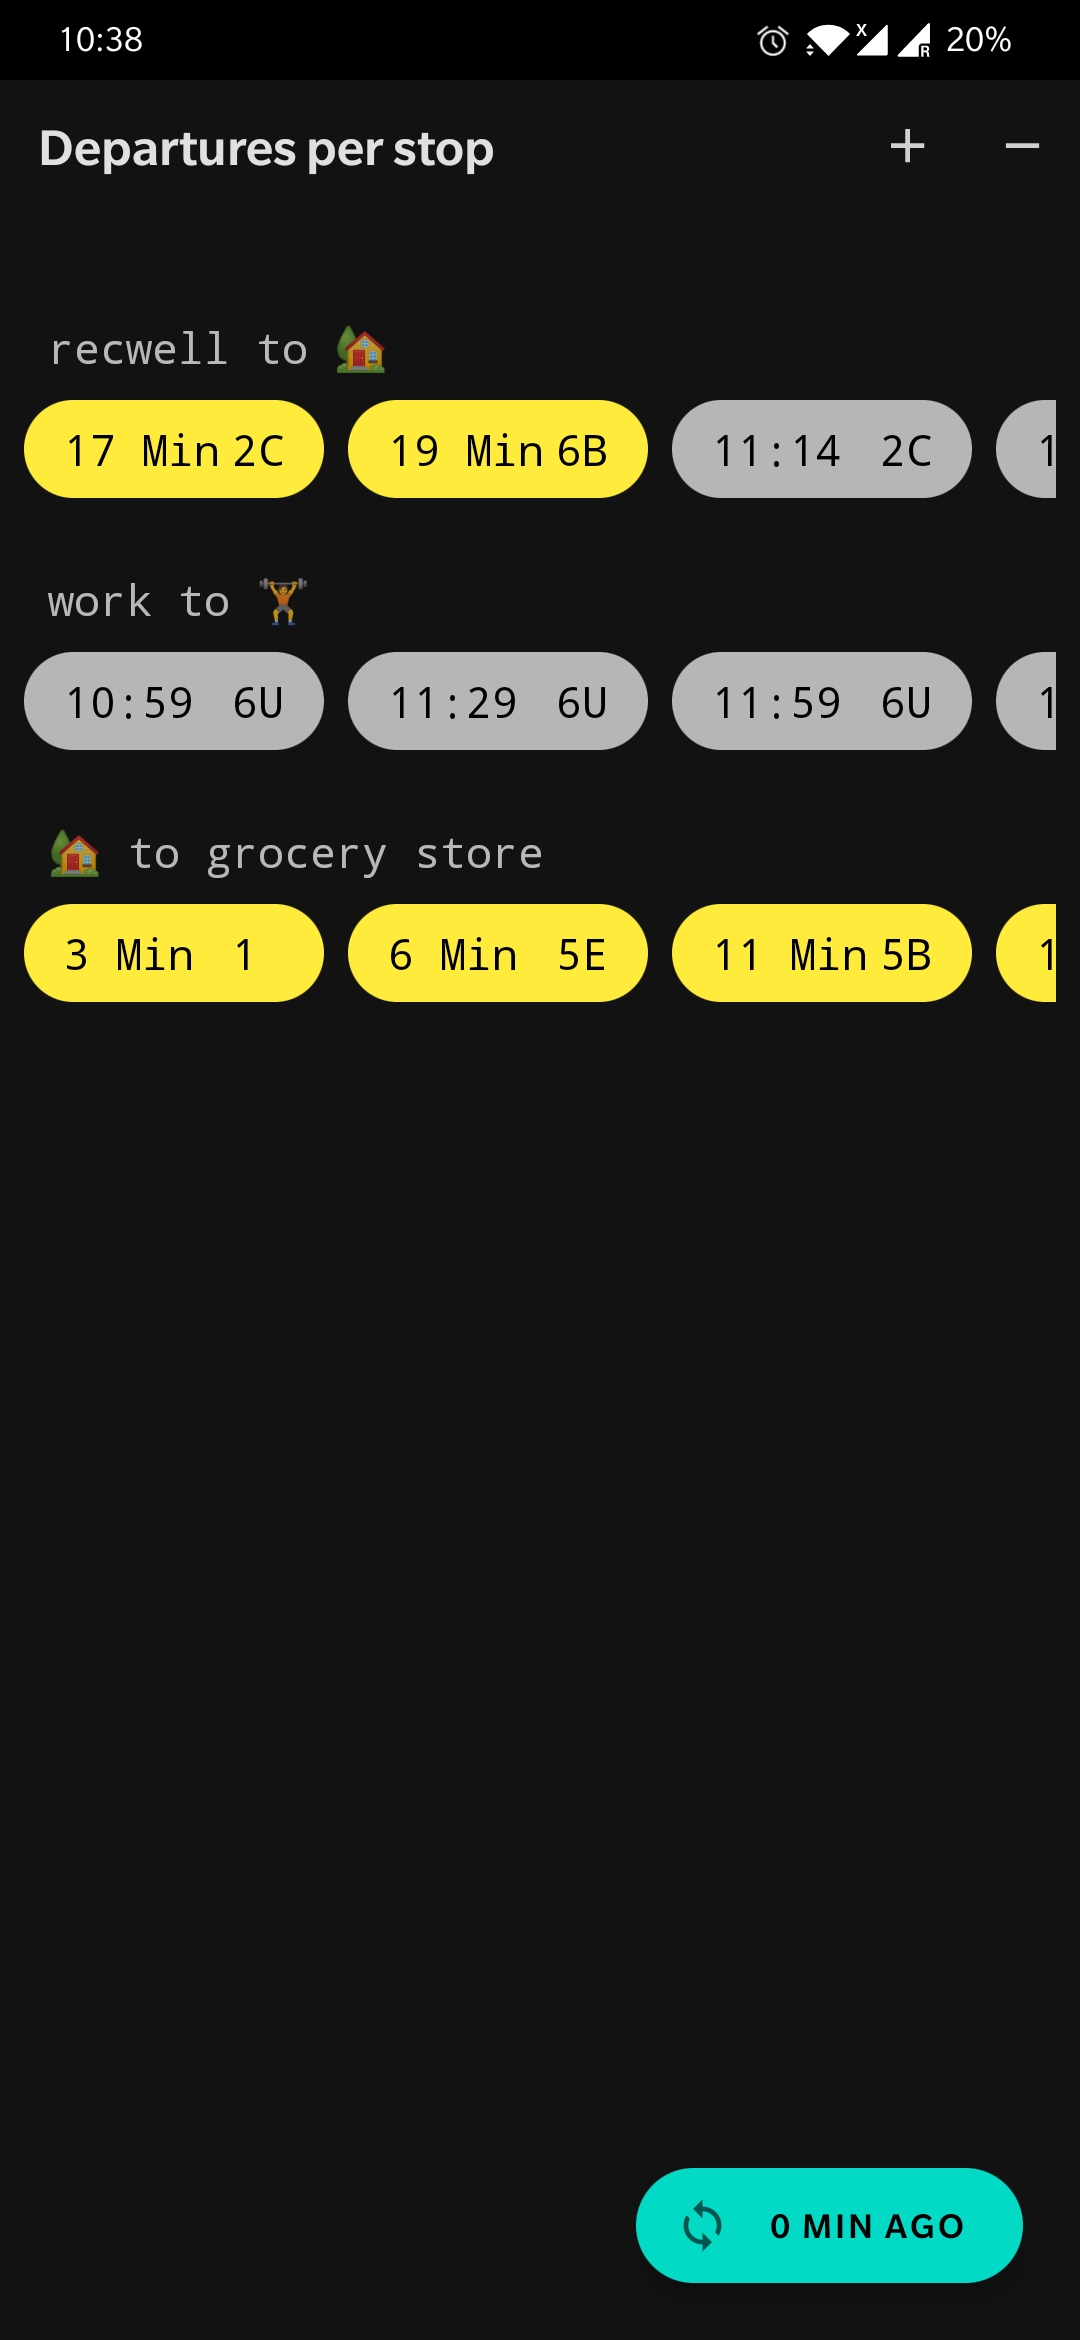 10:38 X R 20%
Departures per stop + −
recwell to 🏡
17 Min 2C 19 Min 6B 11:14 2C 1
work to 🏋
10:59 6U 11:29 6U 11:59 6U 1
🏡 to grocery store
3 Min 1 6 Min 5E 11 Min 5B 1
0 MIN AGO